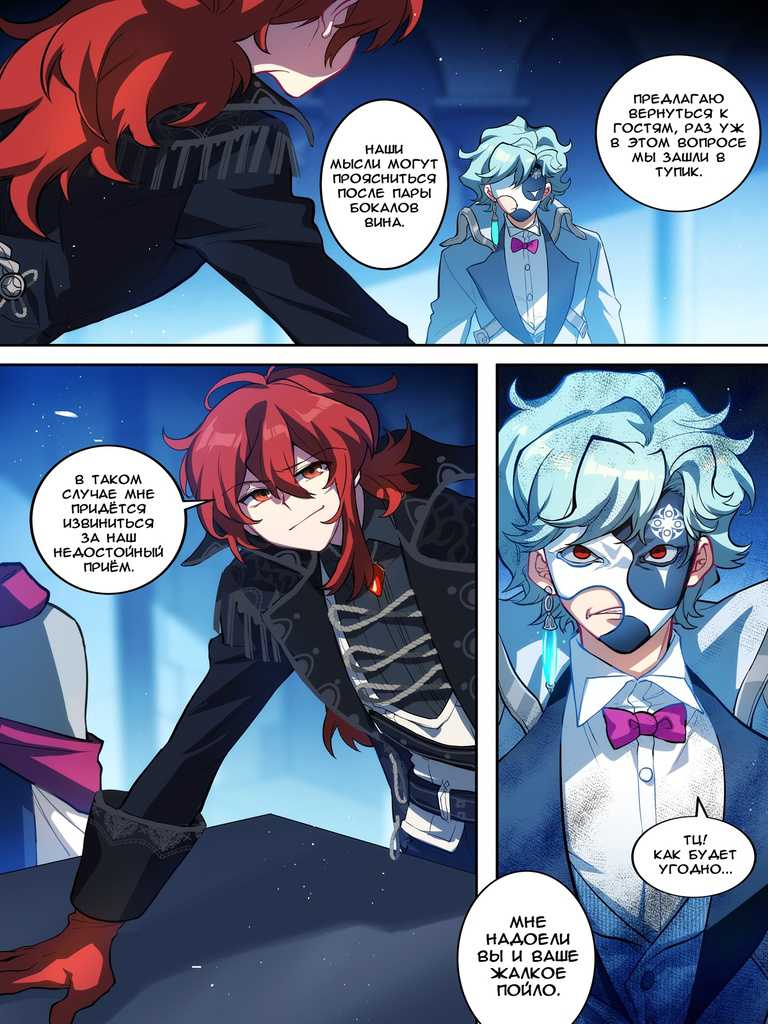 ПРЕДЛАГАЮ
ВЕРНУТЬСЯ К
ГОСТЯМ, РАЗ УЖ
В ЭТОМ ВОПРОСЕ
МЫ ЗАШЛИ В
ТУПИК.
НАШИ
МЫСЛИ МОГУТ
ПРОЯСНИТЬСЯ
ПОСЛЕ ПАРЫ
БОКАЛОВ
ВИНА.
В ТАКОМ
СЛУЧАЕ МНЕ
ПРИДЁТСЯ
ИЗВИНИТЬСЯ
ЗА НАШ
НЕДОСТОЙНЫЙ
ПРИЁМ.
ТЦ!
КАК БУДЕТ
УГОДНО...
МНЕ
НАДОЕЛИ
ВЫ И ВАШЕ
ЖАЛКОЕ
ПОЙЛО.